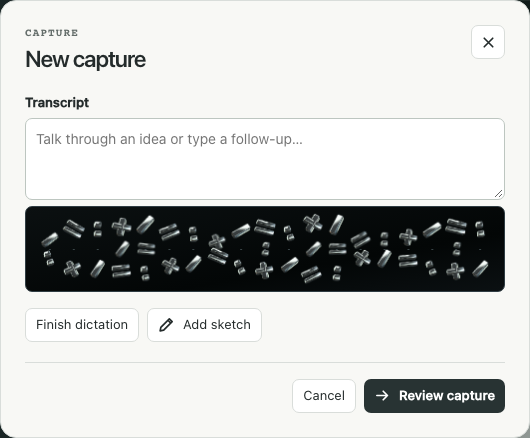 CAPTURE
New capture
Transcript
Talk through an idea or type a follow-up...
Finish dictation
Add sketch
Cancel
Review capture